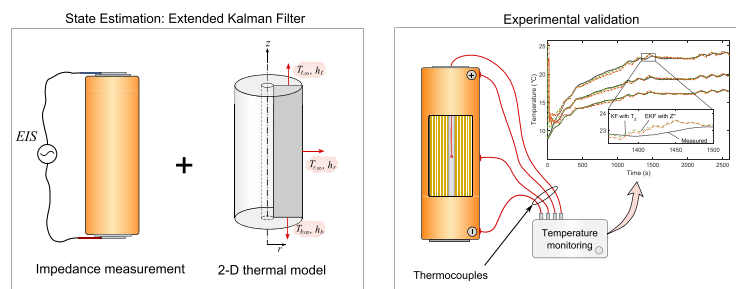 State Estimation: Extended Kalman Filter
EIS
+
z
T_{t∞}, h_t
T_{r∞}, h_r
T_{b∞}, h_b
r
Impedance measurement
2-D thermal model
Experimental validation
+
−
Thermocouples
Temperature
monitoring
Temperature (°C)
25
20
15
10
0
500
1000
1500
2000
2500
Time (s)
KF with T_s
EKF with Z''
Measured
24
23
1400
1450
1500